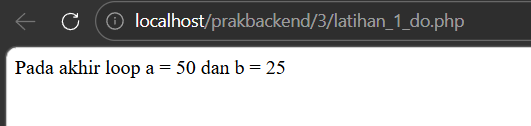 localhost/prakbackend/3/latihan_1_do.php
Pada akhir loop a = 50 dan b = 25